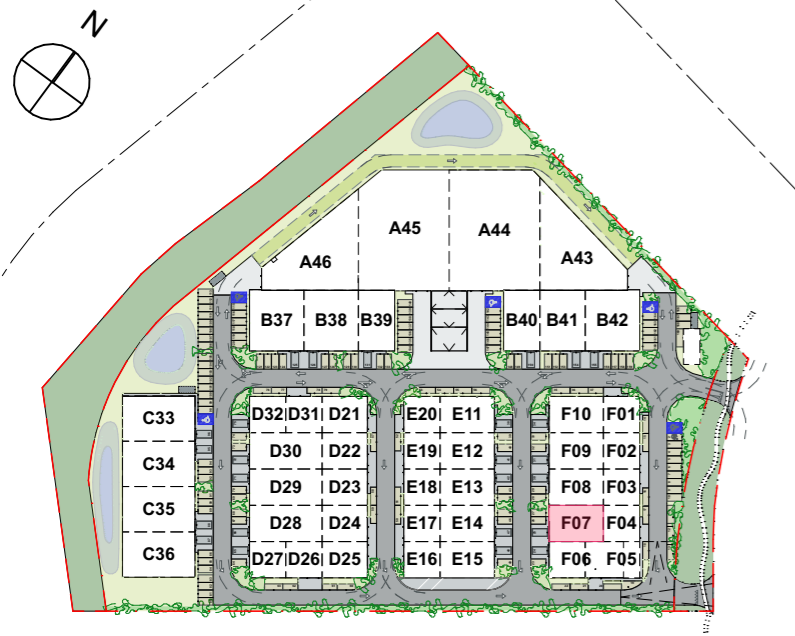 N
A45
A44
A46
A43
B37
B38
B39
B40
B41
B42
C33
C34
C35
C36
D32
D31
D21
D30
D22
D29
D23
D28
D24
D27
D26
D25
E20
E11
E19
E12
E18
E13
E17
E14
E16
E15
F10
F01
F09
F02
F08
F03
F07
F04
F06
F05